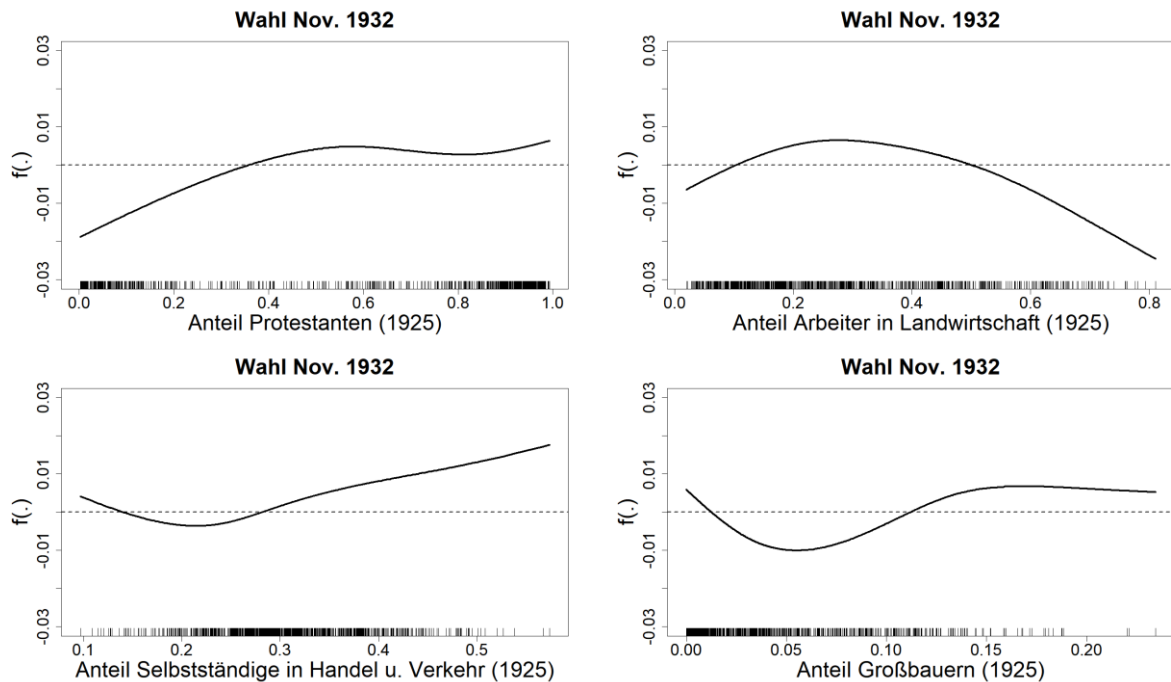 Wahl Nov. 1932
f(.)
0.03
0.01
-0.01
-0.03
0.0 0.2 0.4 0.6 0.8 1.0
Anteil Protestanten (1925)
Wahl Nov. 1932
f(.)
0.03
0.01
-0.01
-0.03
0.0 0.2 0.4 0.6 0.8
Anteil Arbeiter in Landwirtschaft (1925)
Wahl Nov. 1932
f(.)
0.03
0.01
-0.01
-0.03
0.1 0.2 0.3 0.4 0.5
Anteil Selbstständige in Handel u. Verkehr (1925)
Wahl Nov. 1932
f(.)
0.03
0.01
-0.01
-0.03
0.00 0.05 0.10 0.15 0.20
Anteil Großbauern (1925)